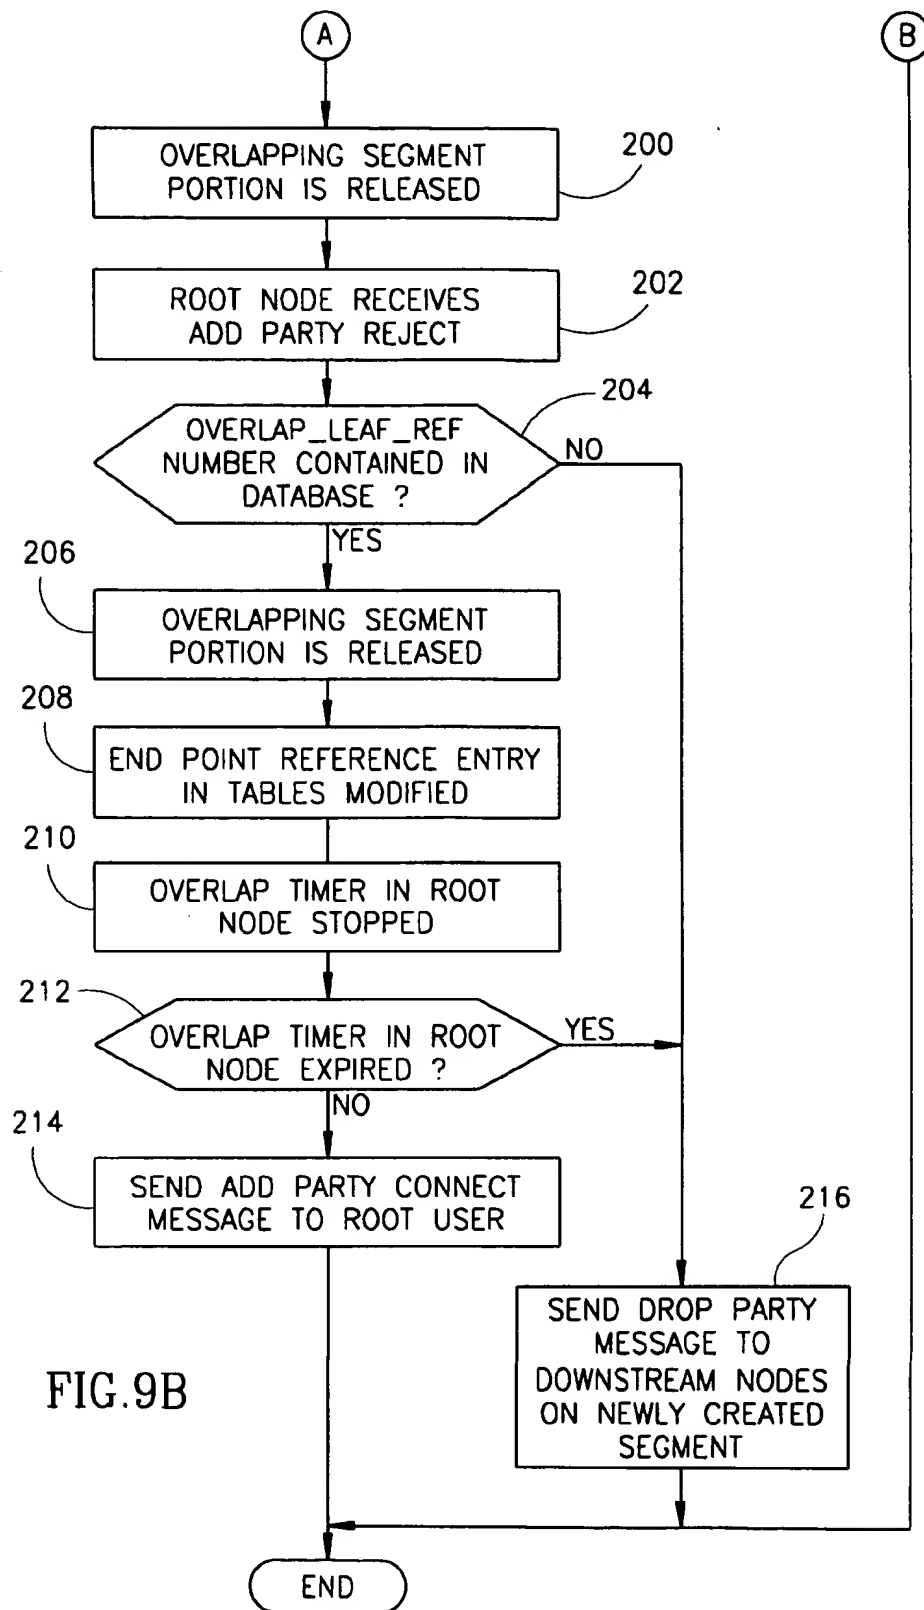 A
B
OVERLAPPING SEGMENT
PORTION IS RELEASED
200
ROOT NODE RECEIVES
ADD PARTY REJECT
202
OVERLAP_LEAF_REF
NUMBER CONTAINED IN
DATABASE ?
204
NO
YES
206
OVERLAPPING SEGMENT
PORTION IS RELEASED
208
END POINT REFERENCE ENTRY
IN TABLES MODIFIED
210
OVERLAP TIMER IN ROOT
NODE STOPPED
212
OVERLAP TIMER IN ROOT
NODE EXPIRED ?
YES
NO
214
SEND ADD PARTY CONNECT
MESSAGE TO ROOT USER
216
SEND DROP PARTY
MESSAGE TO
DOWNSTREAM NODES
ON NEWLY CREATED
SEGMENT
FIG.9B
END